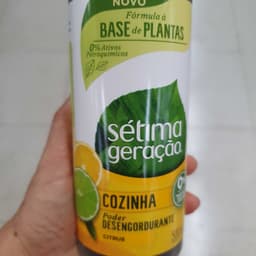 NOVO
Fórmula à
BASE de PLANTAS
0% Ativos
Petroquímicos
sétima
geração
COZINHA
Poder
DESENGORDURANTE
CITRUS